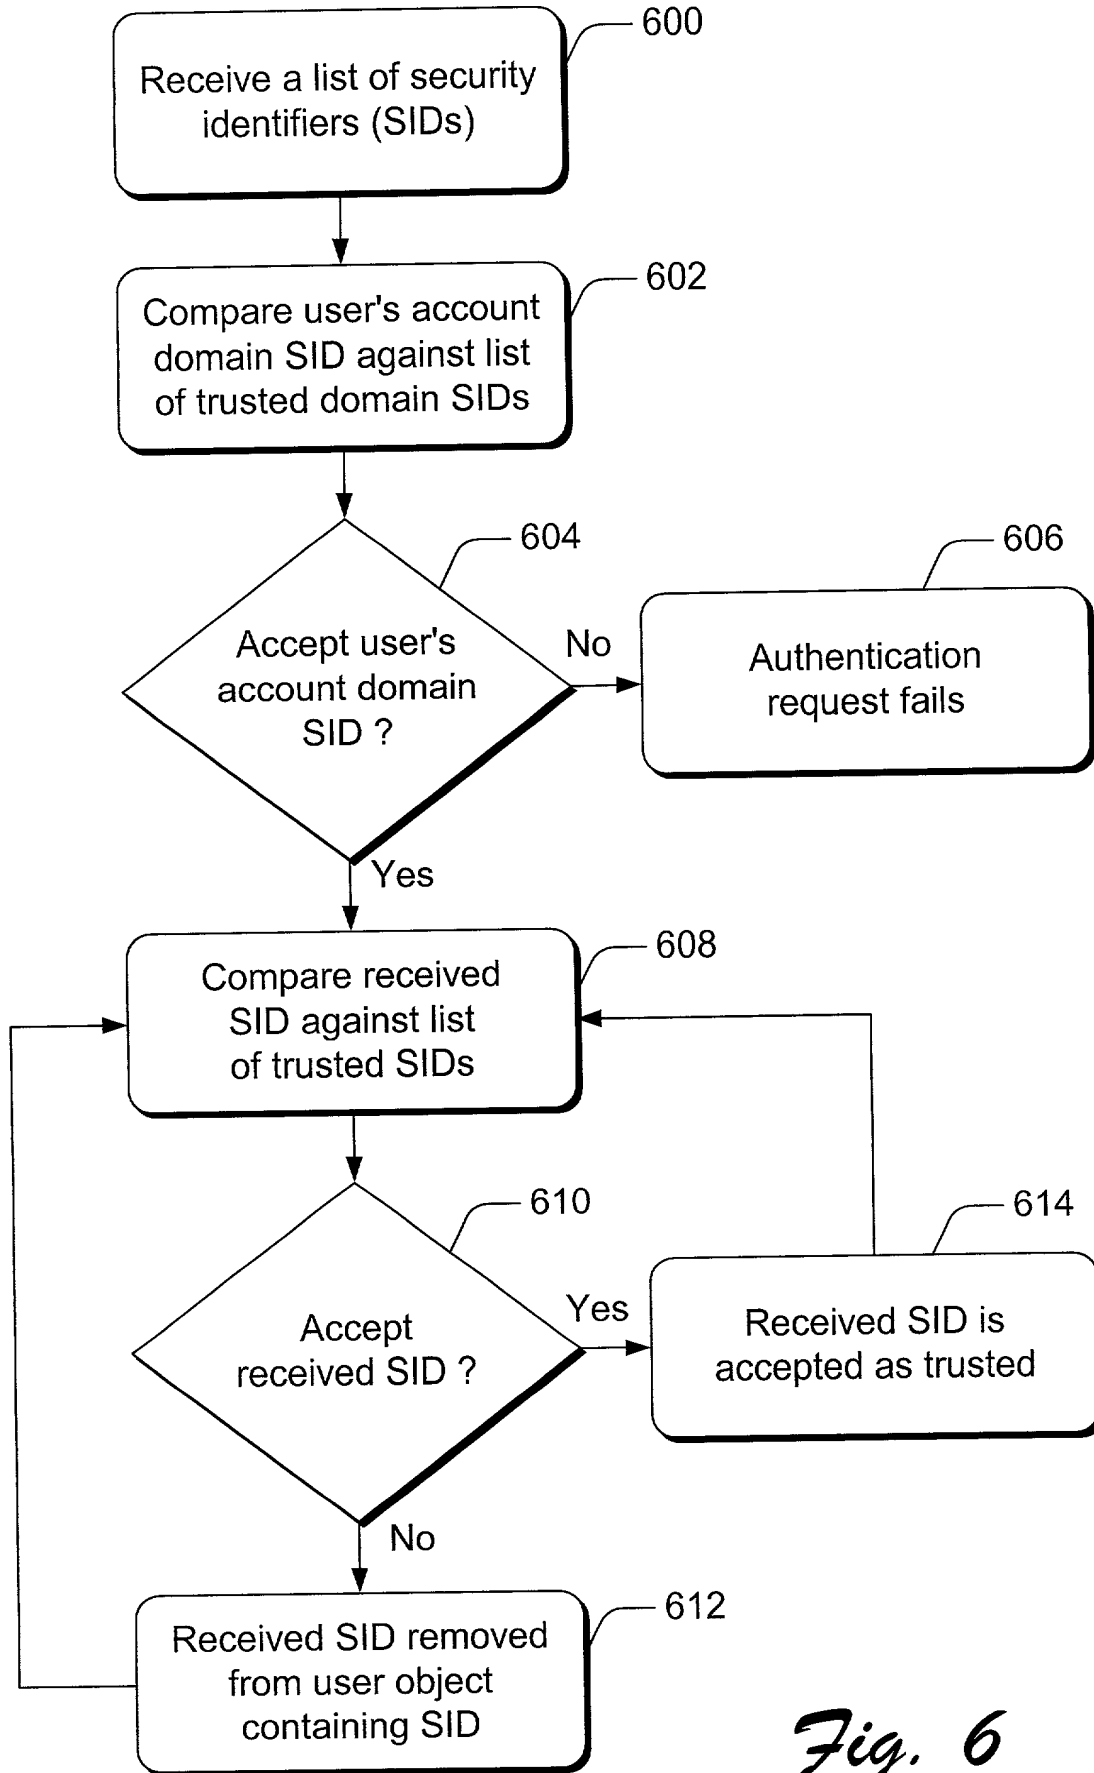 600
Receive a list of security
identifiers (SIDs)
602
Compare user's account
domain SID against list
of trusted domain SIDs
604
606
Accept user's
account domain
SID ?
No
Authentication
request fails
Yes
608
Compare received
SID against list
of trusted SIDs
610
614
Accept
received SID ?
Yes
Received SID is
accepted as trusted
No
612
Received SID removed
from user object
containing SID
Fig. 6